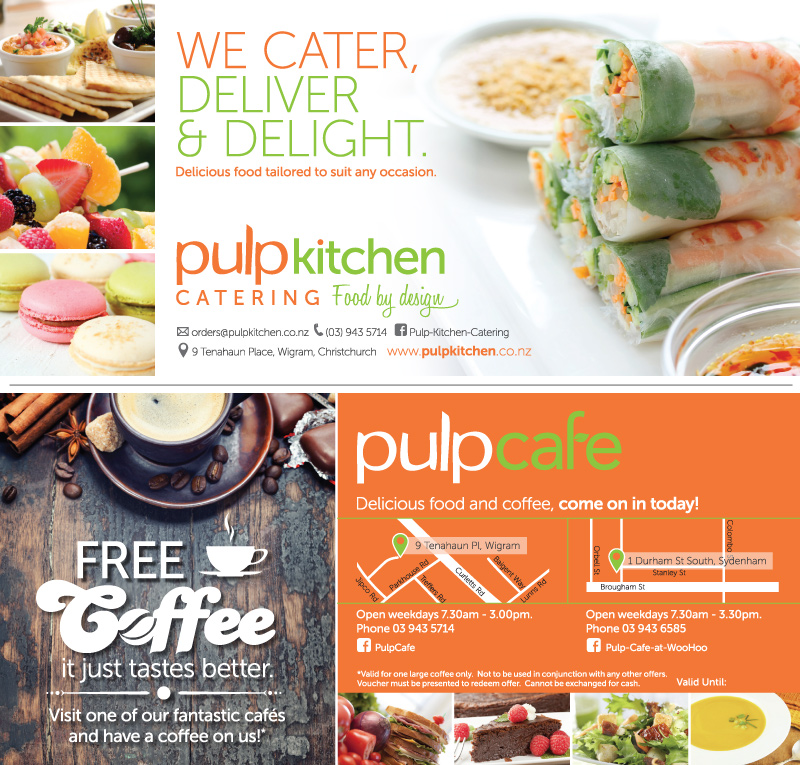 WE CATER,
DELIVER
& DELIGHT.
Delicious food tailored to suit any occasion.
pulpkitchen
CATERING Food by design
orders@pulpkitchen.co.nz (03) 943 5714 Pulp-Kitchen-Catering
9 Tenahaun Place, Wigram, Christchurch www.pulpkitchen.co.nz
FREE
Coffee
it just tastes better.
Visit one of our fantastic cafés
and have a coffee on us!*
pulpcafe
Delicious food and coffee, come on in today!
9 Tenahaun Pl, Wigram
Jipco Rd
Parkhouse Rd
Treffers Rd
Curletts Rd
Bargent Way
Lunns Rd
Open weekdays 7.30am - 3.00pm.
Phone 03 943 5714
PulpCafe
Orbell St
Colombo
1 Durham St South, Sydenham
Stanley St
Brougham St
Open weekdays 7.30am - 3.30pm.
Phone 03 943 6585
Pulp-Cafe-at-WooHoo
*Valid for one large coffee only. Not to be used in conjunction with any other offers.
Voucher must be presented to redeem offer. Cannot be exchanged for cash.
Valid Until: